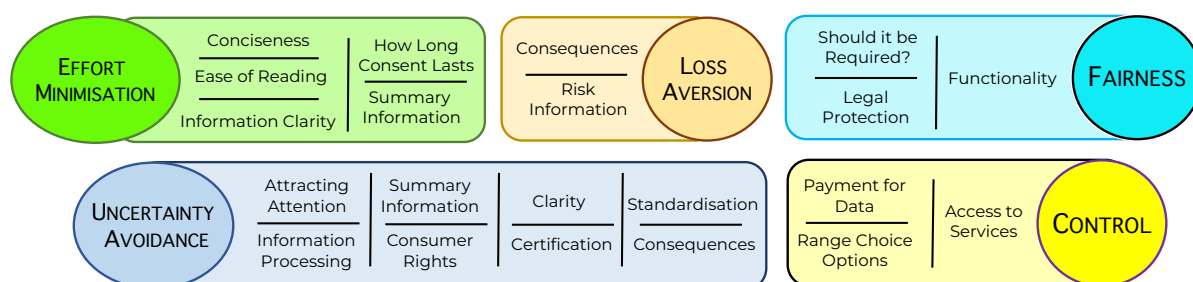 EFFORT
MINIMISATION
Conciseness
Ease of Reading
Information Clarity
How Long
Consent Lasts
Summary
Information
Consequences
Risk
Information
LOSS
AVERSION
Should it be
Required?
Legal
Protection
Functionality
FAIRNESS
UNCERTAINTY
AVOIDANCE
Attracting
Attention
Information
Processing
Summary
Information
Consumer
Rights
Clarity
Certification
Standardisation
Consequences
Payment for
Data
Range Choice
Options
Access to
Services
CONTROL